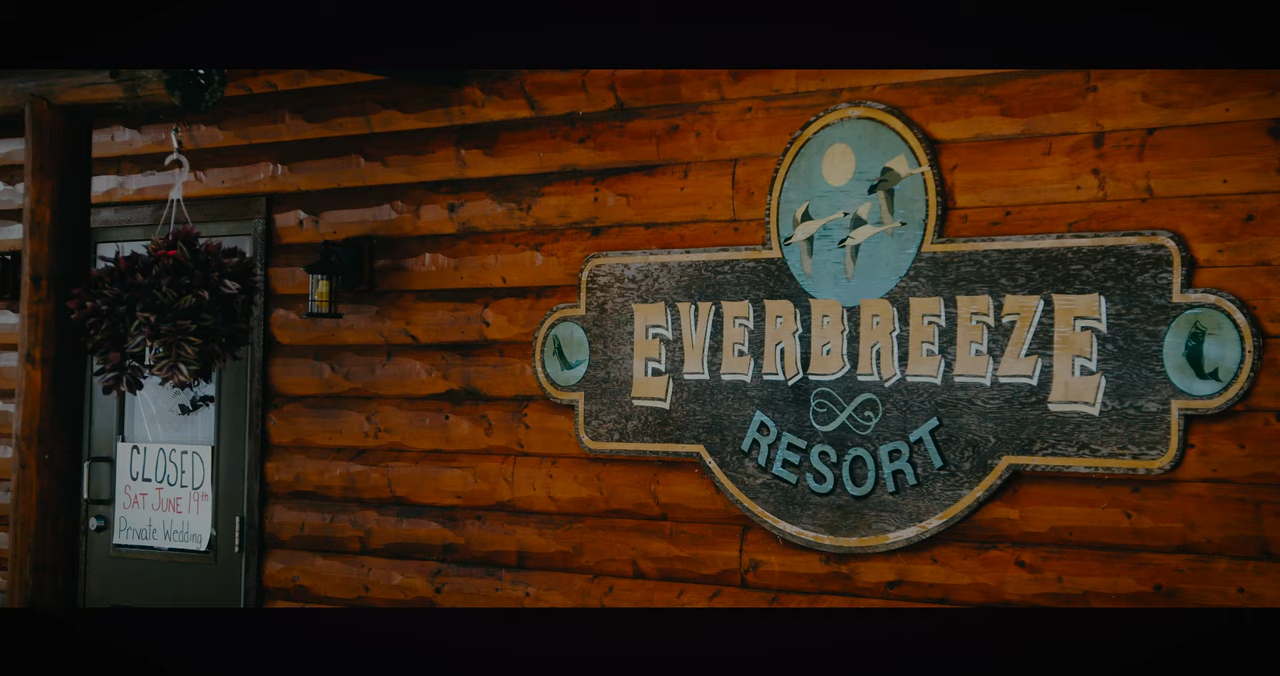 CLOSED
SAT JUNE 19th
Private Wedding
EVERBREEZE
RESORT